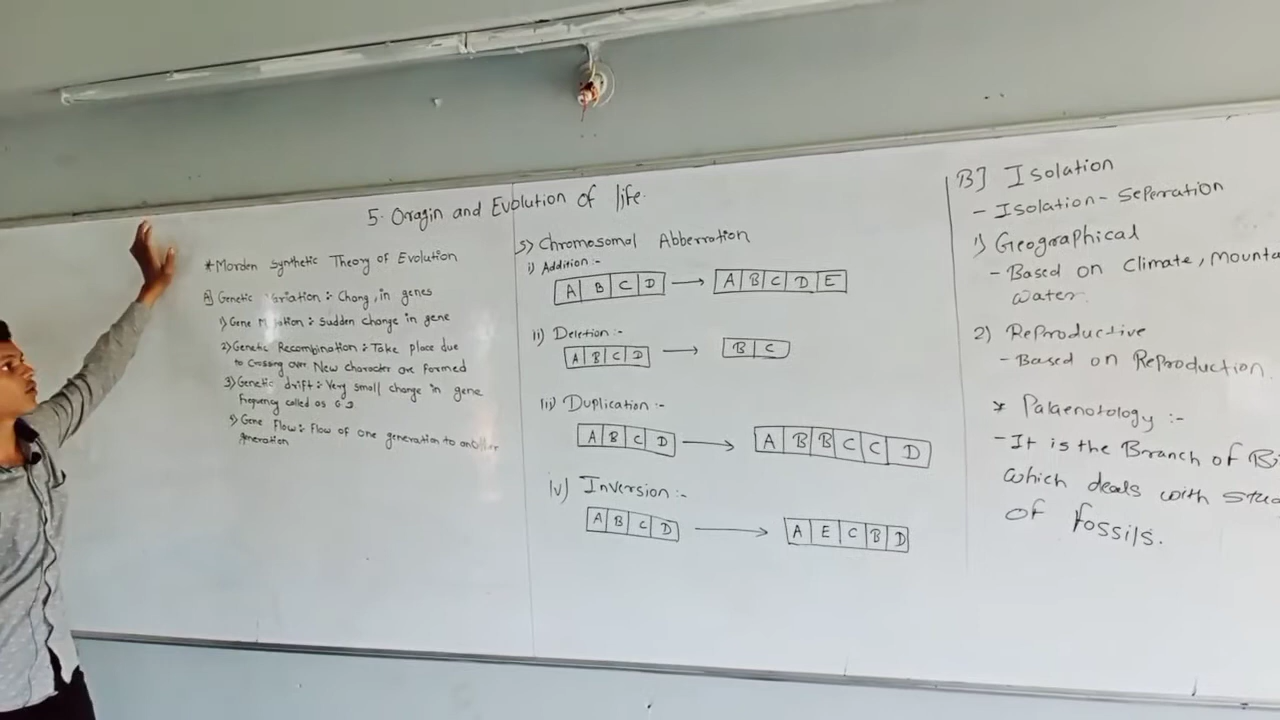 5. Oragin and Evolution of life.
*Morden Synthetic Theory of Evolution
A] Genetic Variation : Chang, in genes
1) Gene Mutation : Sudden change in gene
2) Genetic Recombination : Take Place due
to Crossing over New character are formed
3) Genetic drift : Very small change in gene
frequency called as G.D.
5) Gene Flow : Flow of one generation to another
generation
5) Chromosomal Abberration
i) Addition :-
A B C D → A B C D E
ii) Deletion :-
A B C D → B C
iii) Duplication :-
A B C D → A B B C C D
iv) Inversion :-
A B C D → A E C B D
B] Isolation
- Isolation - Seperation
1) Geographical
- Based on Climate, Mounta
water.
2) Reproductive
- Based on Reproduction.
* Palaenotology :-
- It is the Branch of Bi
which deals with stud
of fossils.